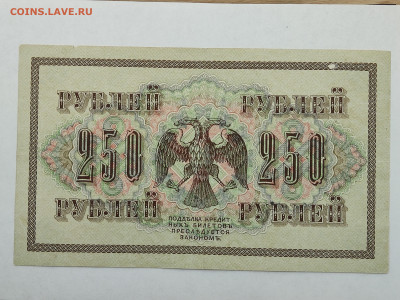 COINS.LAVE.RU
РУБЛЕЙ РУБЛЕЙ
250 250
РУБЛЕЙ РУБЛЕЙ
ПОДДѢЛКА КРЕДИТ
НЫХЪ БИЛЕТОВЪ
ПРЕСЛѢДУЕТСЯ
ЗАКОНОМЪ.